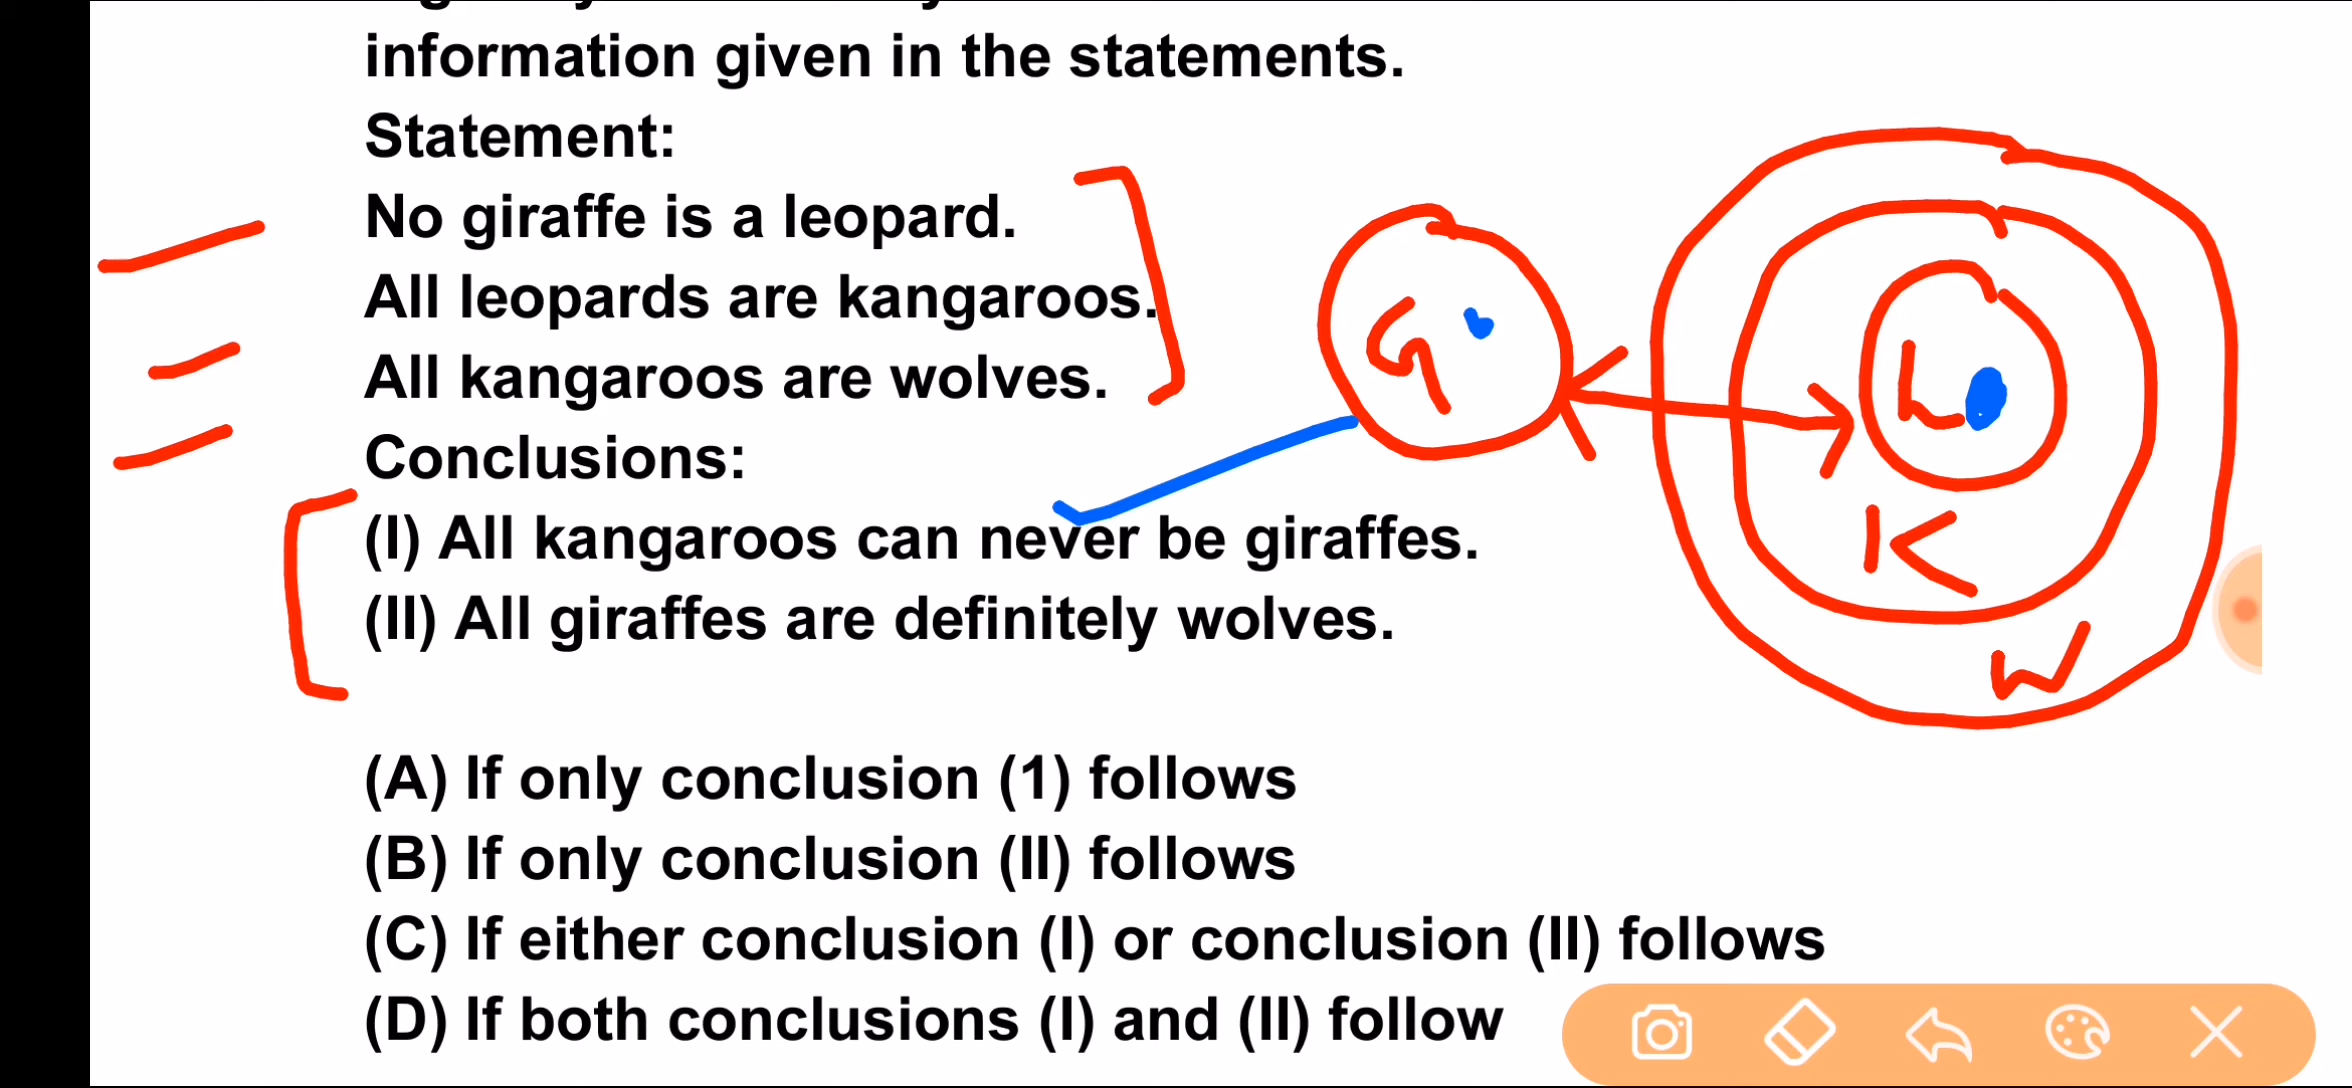 information given in the statements.
Statement:
No giraffe is a leopard.
All leopards are kangaroos.
All kangaroos are wolves.
Conclusions:
(I) All kangaroos can never be giraffes.
(II) All giraffes are definitely wolves.
(A) If only conclusion (1) follows
(B) If only conclusion (II) follows
(C) If either conclusion (I) or conclusion (II) follows
(D) If both conclusions (I) and (II) follow
G
L
K
W